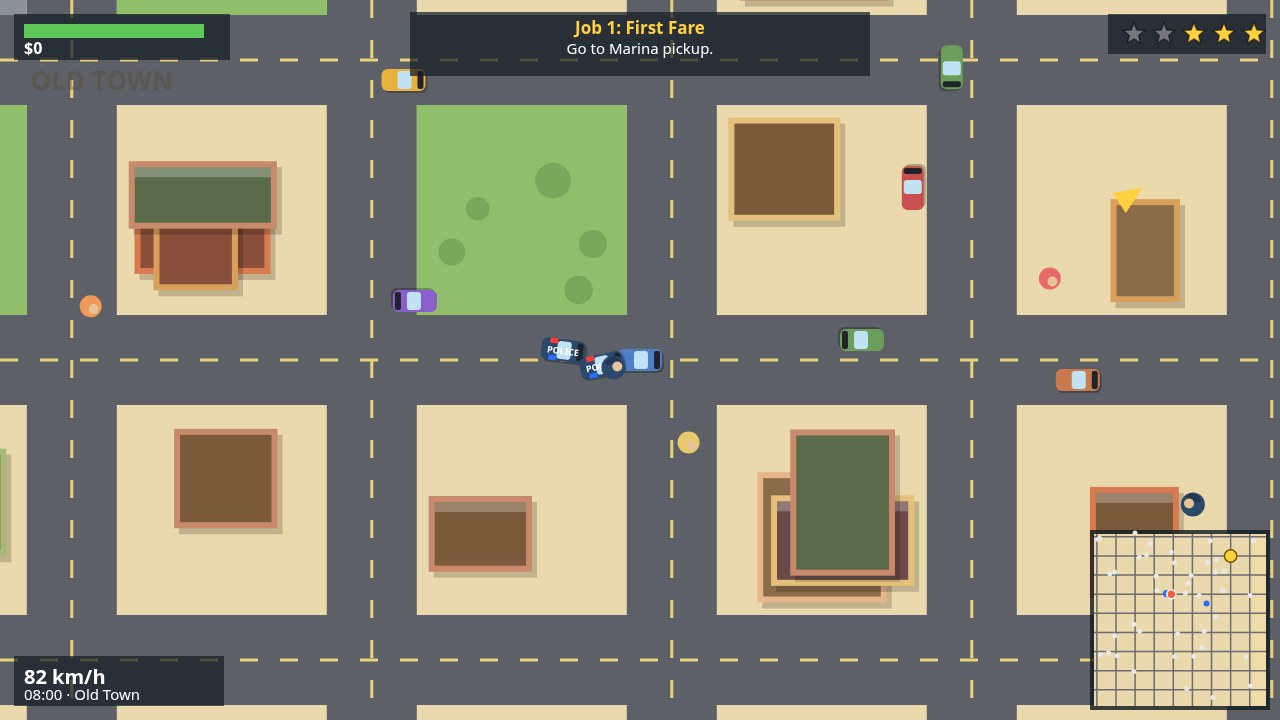 Job 1: First Fare
Go to Marina pickup.
$0
OLD TOWN
POLICE
82 km/h
08:00 · Old Town